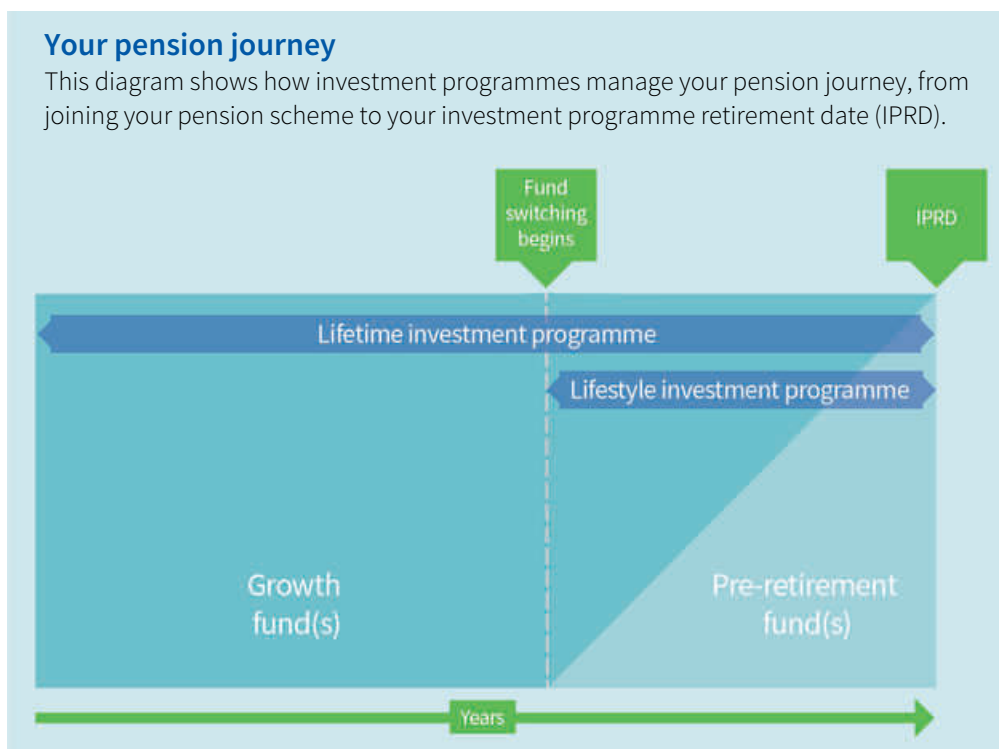 Your pension journey
This diagram shows how investment programmes manage your pension journey, from
joining your pension scheme to your investment programme retirement date (IPRD).
Fund
switching
begins
IPRD
Lifetime investment programme
Lifestyle investment programme
Growth
fund(s)
Pre-retirement
fund(s)
Years